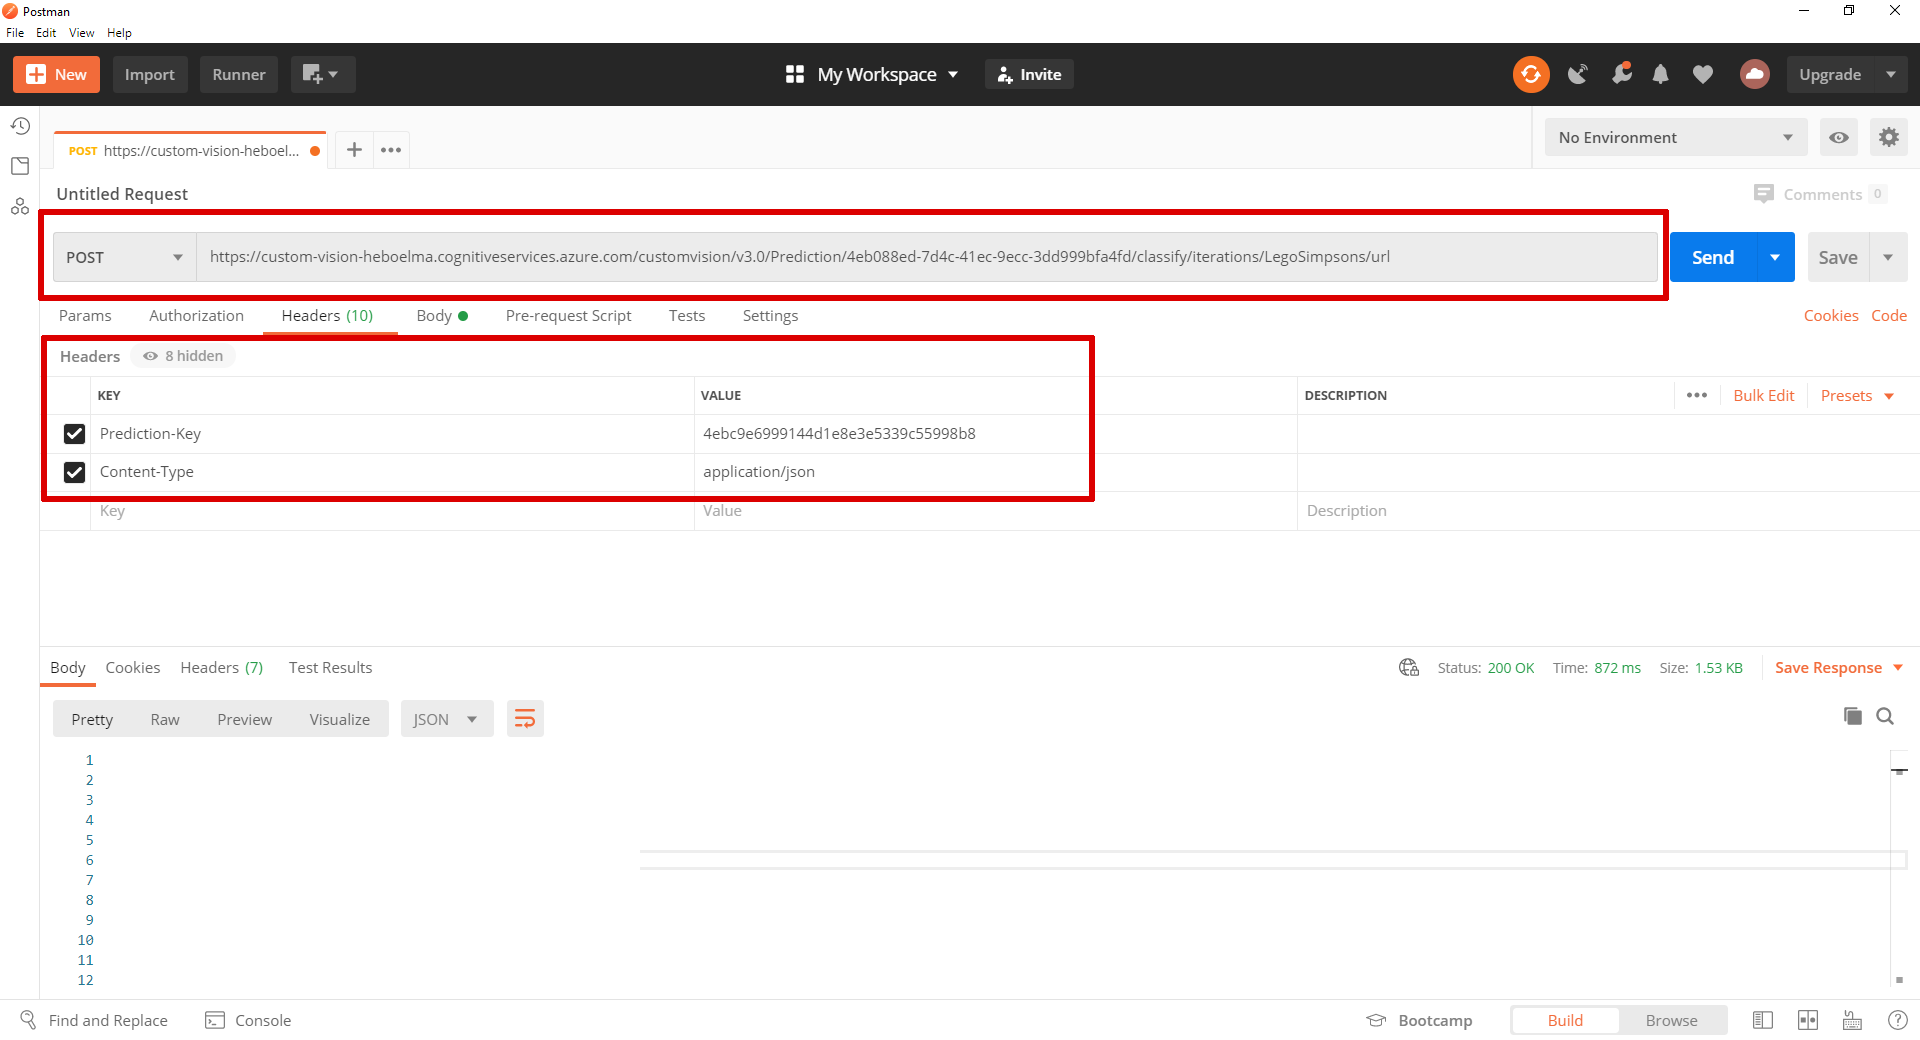 Postman
File Edit View Help
New Import Runner My Workspace Invite Upgrade
POST https://custom-vision-heboel... No Environment
Untitled Request Comments 0
POST https://custom-vision-heboelma.cognitiveservices.azure.com/customvision/v3.0/Prediction/4eb088ed-7d4c-41ec-9ecc-3dd999bfa4fd/classify/iterations/LegoSimpsons/url Send Save
Params Authorization Headers (10) Body Pre-request Script Tests Settings Cookies Code
Headers 8 hidden
KEY VALUE DESCRIPTION Bulk Edit Presets
Prediction-Key 4ebc9e6999144d1e8e3e5339c55998b8
Content-Type application/json
Key Value Description
Body Cookies Headers (7) Test Results Status: 200 OK Time: 872 ms Size: 1.53 KB Save Response
Pretty Raw Preview Visualize JSON
1
2
3
4
5
6
7
8
9
10
11
12
Find and Replace Console Bootcamp Build Browse